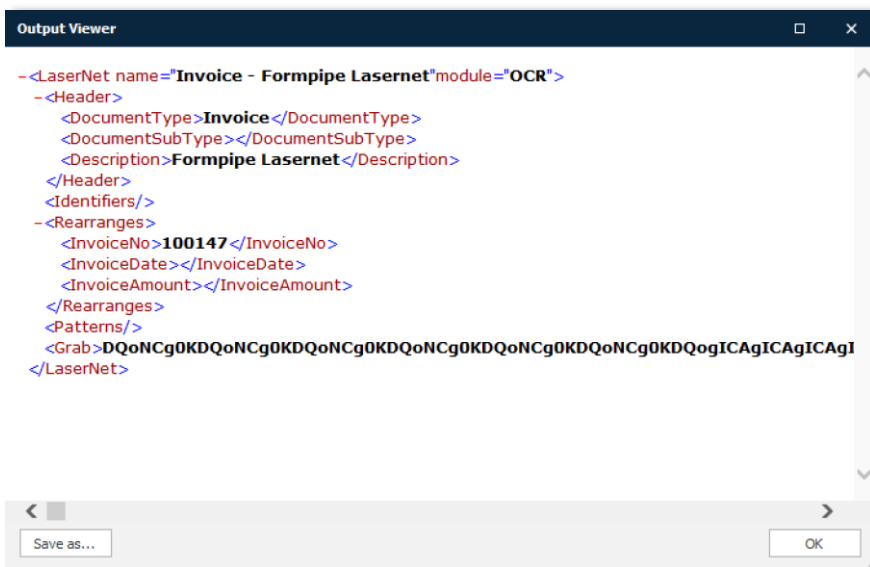 Output Viewer
-<LaserNet name="Invoice - Formpipe Lasernet"module="OCR">
-<Header>
<DocumentType>Invoice</DocumentType>
<DocumentSubType></DocumentSubType>
<Description>Formpipe Lasernet</Description>
</Header>
<Identifiers/>
-<Rearranges>
<InvoiceNo>100147</InvoiceNo>
<InvoiceDate></InvoiceDate>
<InvoiceAmount></InvoiceAmount>
</Rearranges>
<Patterns/>
<Grab>DQoNCg0KDQoNCg0KDQoNCg0KDQoNCg0KDQoNCg0KDQoNCg0KDQogICAgICAgICAgI
</LaserNet>
Save as...
OK